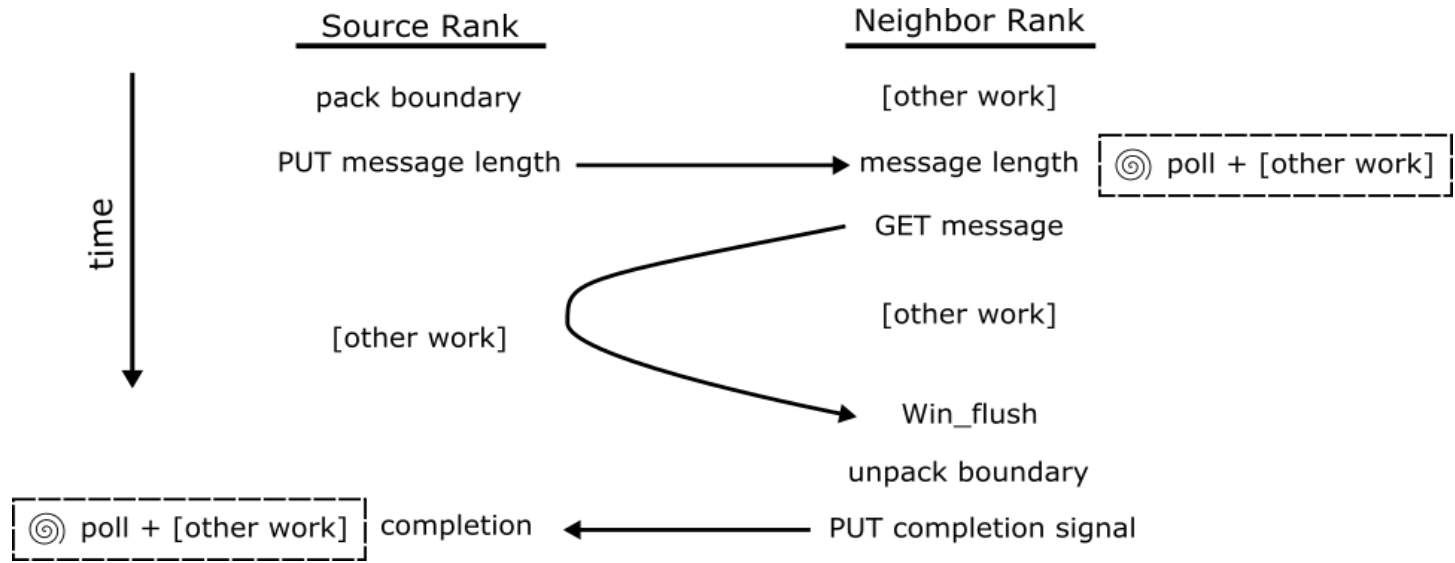 Source Rank
Neighbor Rank
pack boundary
[other work]
PUT message length
message length
poll + [other work]
GET message
time
[other work]
[other work]
Win_flush
unpack boundary
poll + [other work]
completion
PUT completion signal